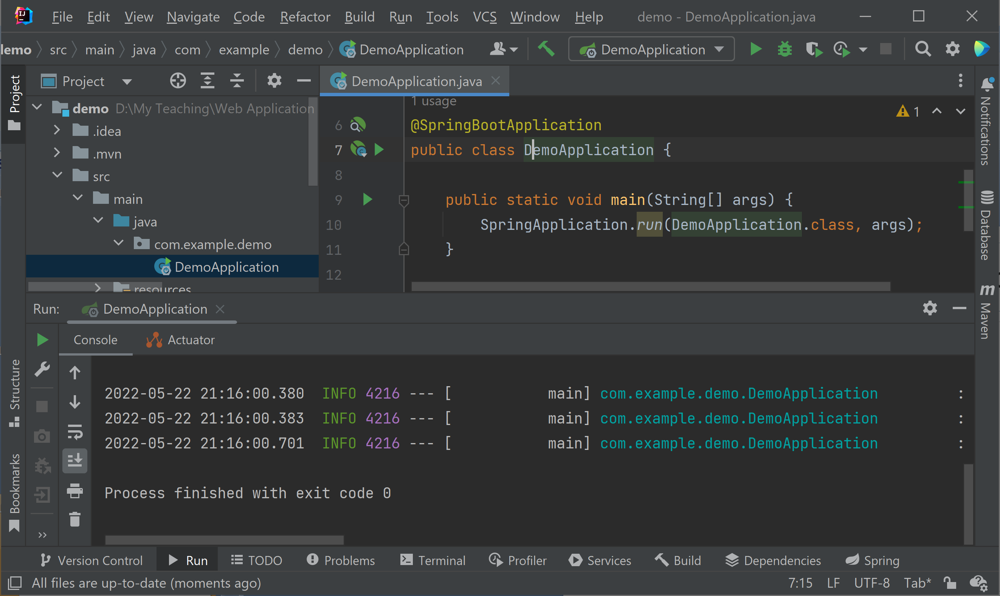 File Edit View Navigate Code Refactor Build Run Tools VCS Window Help demo - DemoApplication.java
demo src main java com example demo DemoApplication DemoApplication
Project
Project
demo D:\My Teaching\Web Application
.idea
.mvn
src
main
java
com.example.demo
DemoApplication
resources
DemoApplication.java
1 usage
1
6 @SpringBootApplication
7 public class DemoApplication {
8
9 public static void main(String[] args) {
10 SpringApplication.run(DemoApplication.class, args);
11 }
12
Notifications
Database
Maven
Run: DemoApplication
Console Actuator
Structure
Bookmarks
2022-05-22 21:16:00.380 INFO 4216 --- [ main] com.example.demo.DemoApplication :
2022-05-22 21:16:00.383 INFO 4216 --- [ main] com.example.demo.DemoApplication :
2022-05-22 21:16:00.701 INFO 4216 --- [ main] com.example.demo.DemoApplication :
Process finished with exit code 0
Version Control Run TODO Problems Terminal Profiler Services Build Dependencies Spring
All files are up-to-date (moments ago) 7:15 LF UTF-8 Tab*